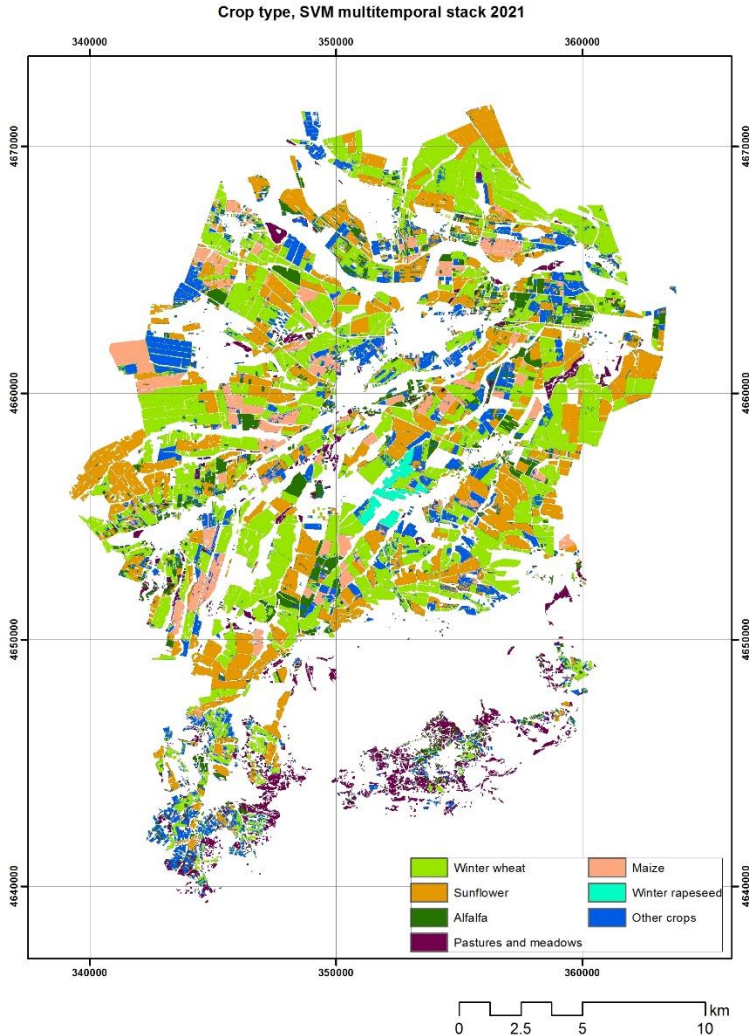 Crop type, SVM multitemporal stack 2021
340000 350000 360000
4670000 4670000
4660000 4660000
4650000 4650000
4640000 4640000
Winter wheat Maize
Sunflower Winter rapeseed
Alfalfa Other crops
Pastures and meadows
340000 350000 360000
km
0 2.5 5 10